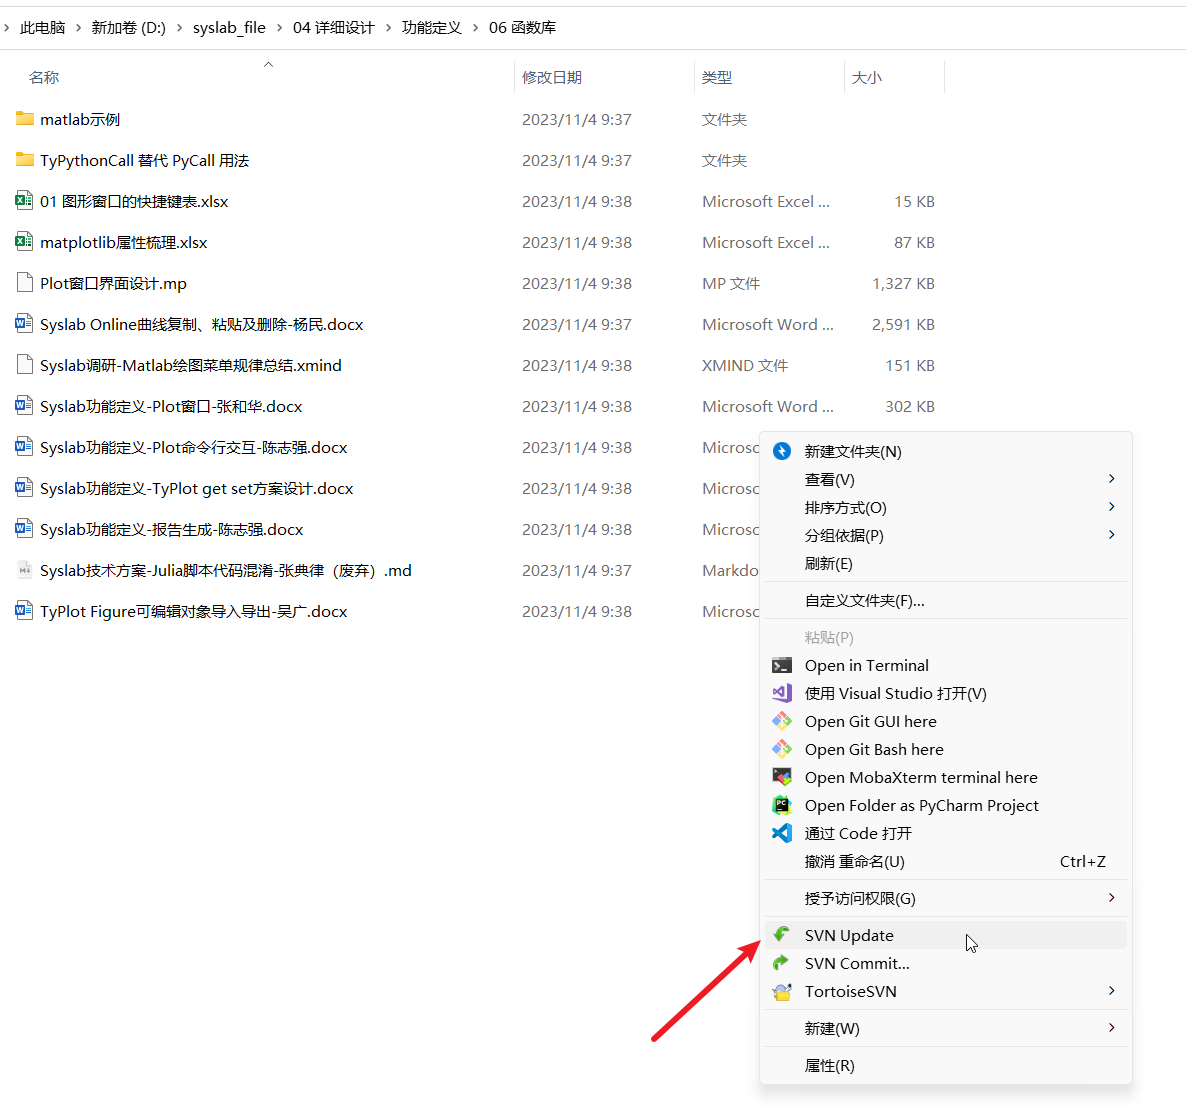 此电脑 新加卷 (D:) syslab_file 04 详细设计 功能定义 06 函数库
名称 修改日期 类型 大小
matlab示例 2023/11/4 9:37 文件夹
TyPythonCall 替代 PyCall 用法 2023/11/4 9:37 文件夹
01 图形窗口的快捷键表.xlsx 2023/11/4 9:38 Microsoft Excel ... 15 KB
matplotlib属性梳理.xlsx 2023/11/4 9:38 Microsoft Excel ... 87 KB
Plot窗口界面设计.mp 2023/11/4 9:38 MP 文件 1,327 KB
Syslab Online曲线复制、粘贴及删除-杨民.docx 2023/11/4 9:37 Microsoft Word ... 2,591 KB
Syslab调研-Matlab绘图菜单规律总结.xmind 2023/11/4 9:38 XMIND 文件 151 KB
Syslab功能定义-Plot窗口-张和华.docx 2023/11/4 9:38 Microsoft Word ... 302 KB
Syslab功能定义-Plot命令行交互-陈志强.docx 2023/11/4 9:38 Microsoc
Syslab功能定义-TyPlot get set方案设计.docx 2023/11/4 9:38 Microsoc
Syslab功能定义-报告生成-陈志强.docx 2023/11/4 9:38 Microsoc
Syslab技术方案-Julia脚本代码混淆-张典律（废弃）.md 2023/11/4 9:37 Markdo
TyPlot Figure可编辑对象导入导出-吴广.docx 2023/11/4 9:38 Microsoc
新建文件夹(N)
查看(V)
排序方式(O)
分组依据(P)
刷新(E)
自定义文件夹(F)...
粘贴(P)
Open in Terminal
使用 Visual Studio 打开(V)
Open Git GUI here
Open Git Bash here
Open MobaXterm terminal here
Open Folder as PyCharm Project
通过 Code 打开
撤消 重命名(U) Ctrl+Z
授予访问权限(G)
SVN Update
SVN Commit...
TortoiseSVN
新建(W)
属性(R)